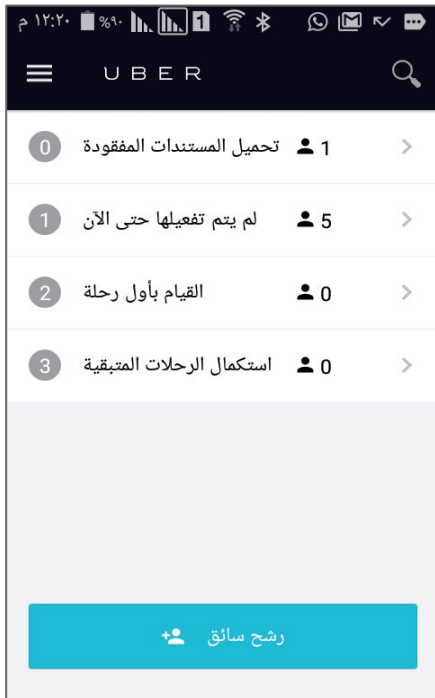 ١٢:٢٠ م ٩٠% 1
UBER
0 تحميل المستندات المفقودة 1
1 لم يتم تفعيلها حتى الآن 5
2 القيام بأول رحلة 0
3 استكمال الرحلات المتبقية 0
رشح سائق